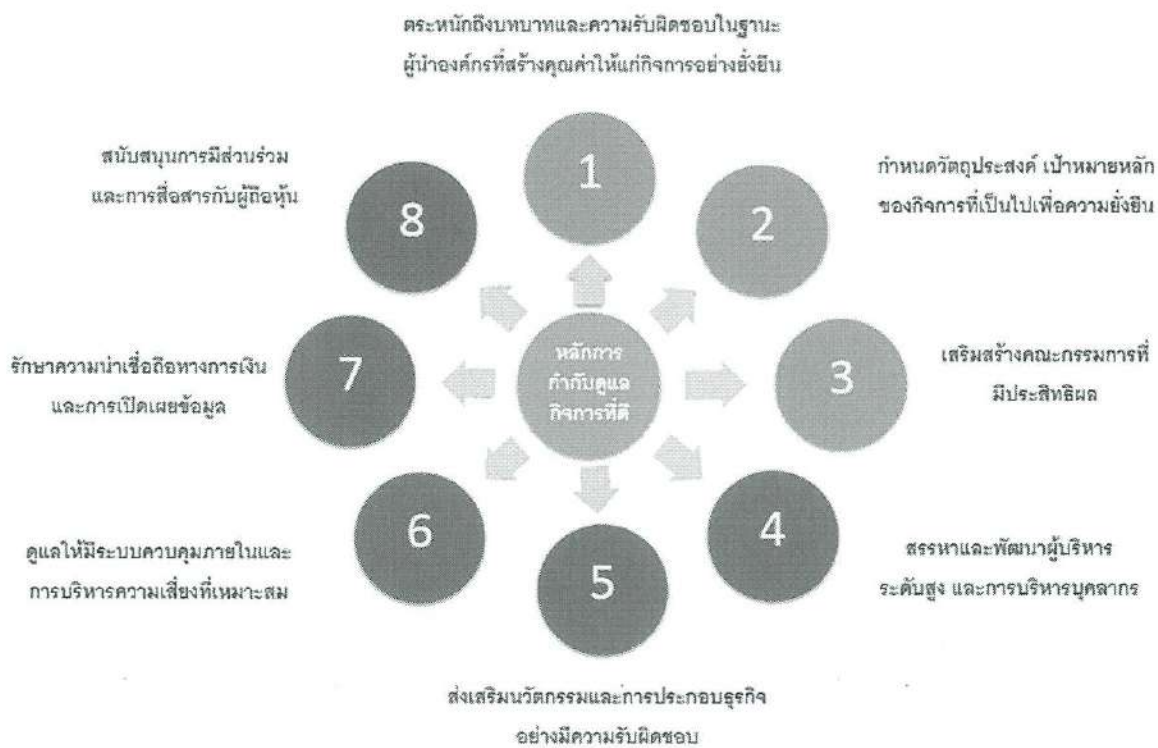 ตระหนักถึงบทบาทและความรับผิดชอบในฐานะ
ผู้นำองค์กรที่สร้างคุณค่าให้แก่กิจการอย่างยั่งยืน
1
กำหนดวัตถุประสงค์ เป้าหมายหลัก
ของกิจการที่เป็นไปเพื่อความยั่งยืน
2
เสริมสร้างคณะกรรมการที่
มีประสิทธิผล
3
สรรหาและพัฒนาผู้บริหาร
ระดับสูง และการบริหารบุคลากร
4
ส่งเสริมนวัตกรรมและการประกอบธุรกิจ
อย่างมีความรับผิดชอบ
5
ดูแลให้มีระบบควบคุมภายในและ
การบริหารความเสี่ยงที่เหมาะสม
6
รักษาความน่าเชื่อถือทางการเงิน
และการเปิดเผยข้อมูล
7
สนับสนุนการมีส่วนร่วม
และการสื่อสารกับผู้ถือหุ้น
8
หลักการ
กำกับดูแล
กิจการที่ดี